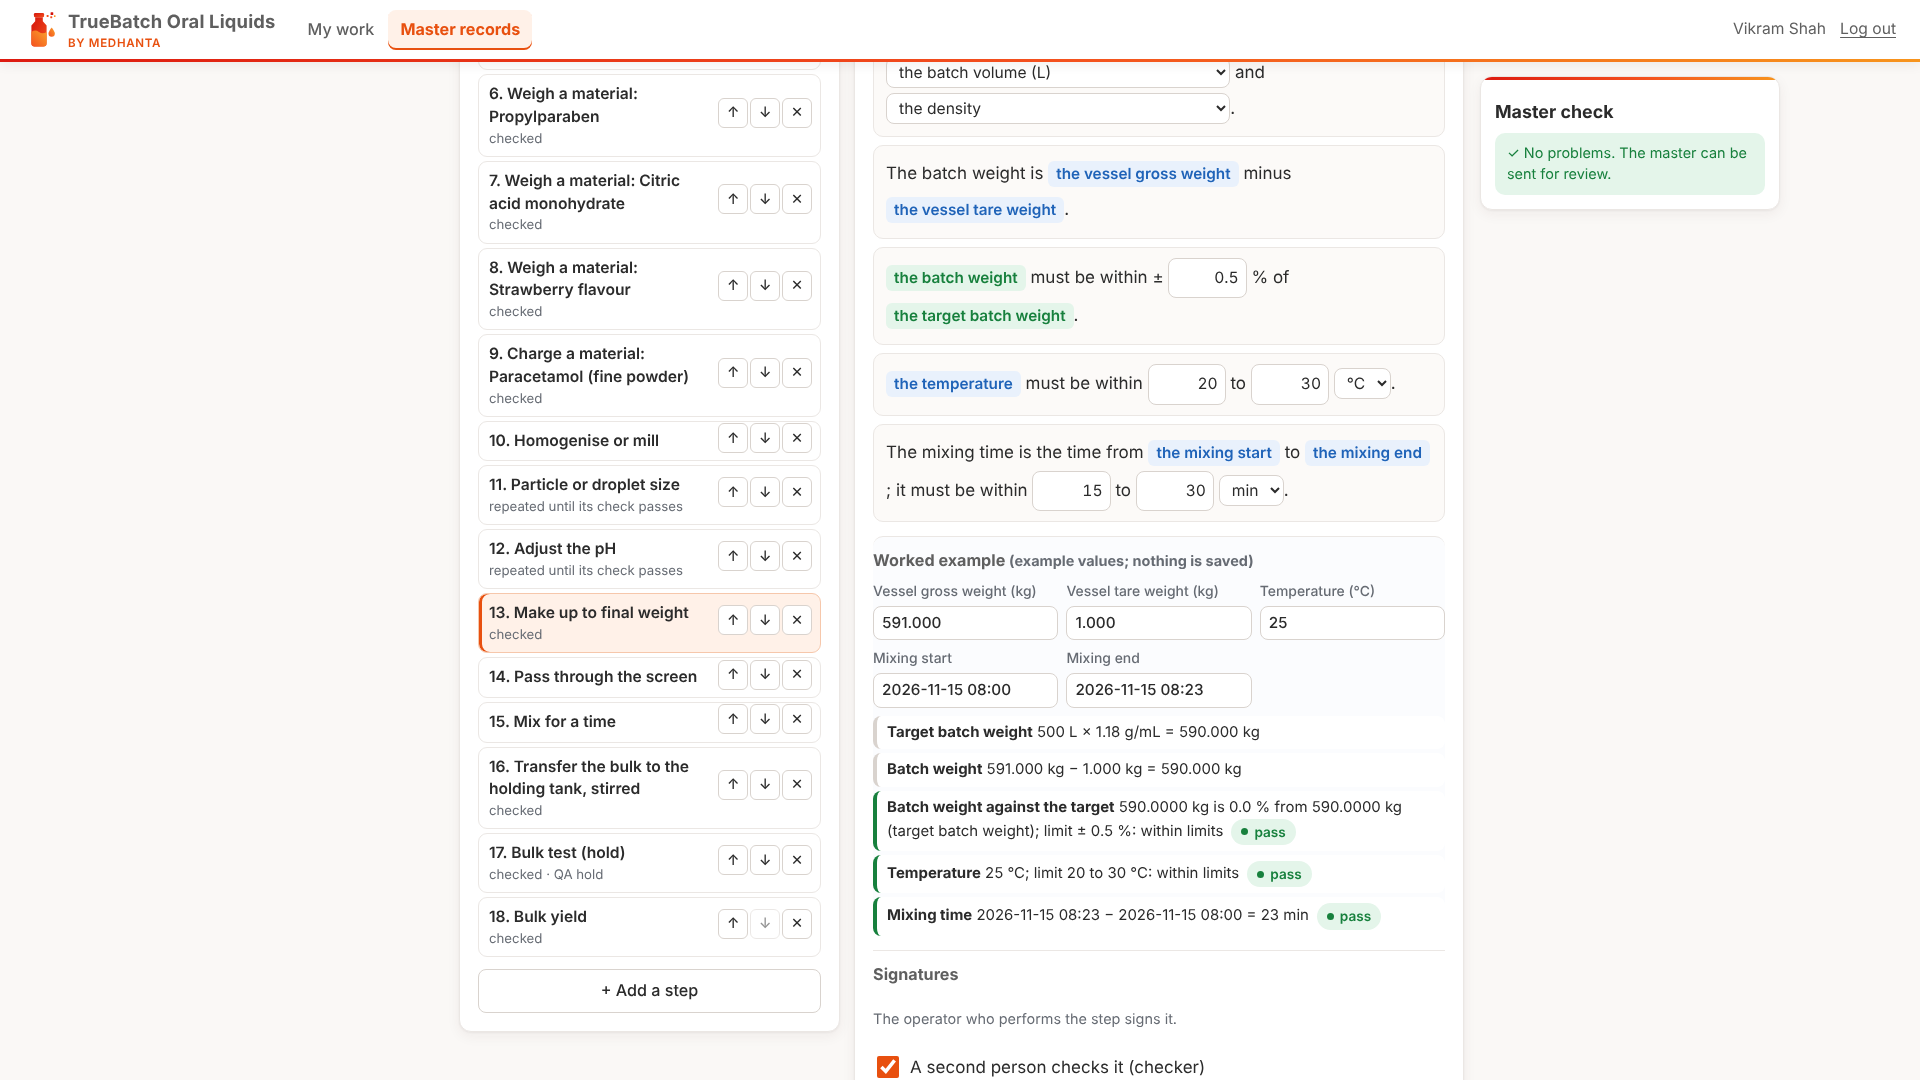 TrueBatch Oral Liquids
BY MEDHANTA
My work
Master records
Vikram Shah
Log out
6. Weigh a material:
Propylparaben
checked
7. Weigh a material: Citric
acid monohydrate
checked
8. Weigh a material:
Strawberry flavour
checked
9. Charge a material:
Paracetamol (fine powder)
checked
10. Homogenise or mill
11. Particle or droplet size
repeated until its check passes
12. Adjust the pH
repeated until its check passes
13. Make up to final weight
checked
14. Pass through the screen
15. Mix for a time
16. Transfer the bulk to the
holding tank, stirred
checked
17. Bulk test (hold)
checked · QA hold
18. Bulk yield
checked
+ Add a step
the batch volume (L) and
the density .
The batch weight is the vessel gross weight minus
the vessel tare weight .
the batch weight must be within ± 0.5 % of
the target batch weight .
the temperature must be within 20 to 30 °C .
The mixing time is the time from the mixing start to the mixing end
; it must be within 15 to 30 min .
Worked example (example values; nothing is saved)
Vessel gross weight (kg) Vessel tare weight (kg) Temperature (°C)
591.000 1.000 25
Mixing start Mixing end
2026-11-15 08:00 2026-11-15 08:23
Target batch weight 500 L × 1.18 g/mL = 590.000 kg
Batch weight 591.000 kg − 1.000 kg = 590.000 kg
Batch weight against the target 590.0000 kg is 0.0 % from 590.0000 kg
(target batch weight); limit ± 0.5 %: within limits pass
Temperature 25 °C; limit 20 to 30 °C: within limits pass
Mixing time 2026-11-15 08:23 − 2026-11-15 08:00 = 23 min pass
Signatures
The operator who performs the step signs it.
A second person checks it (checker)
Master check
✓ No problems. The master can be
sent for review.